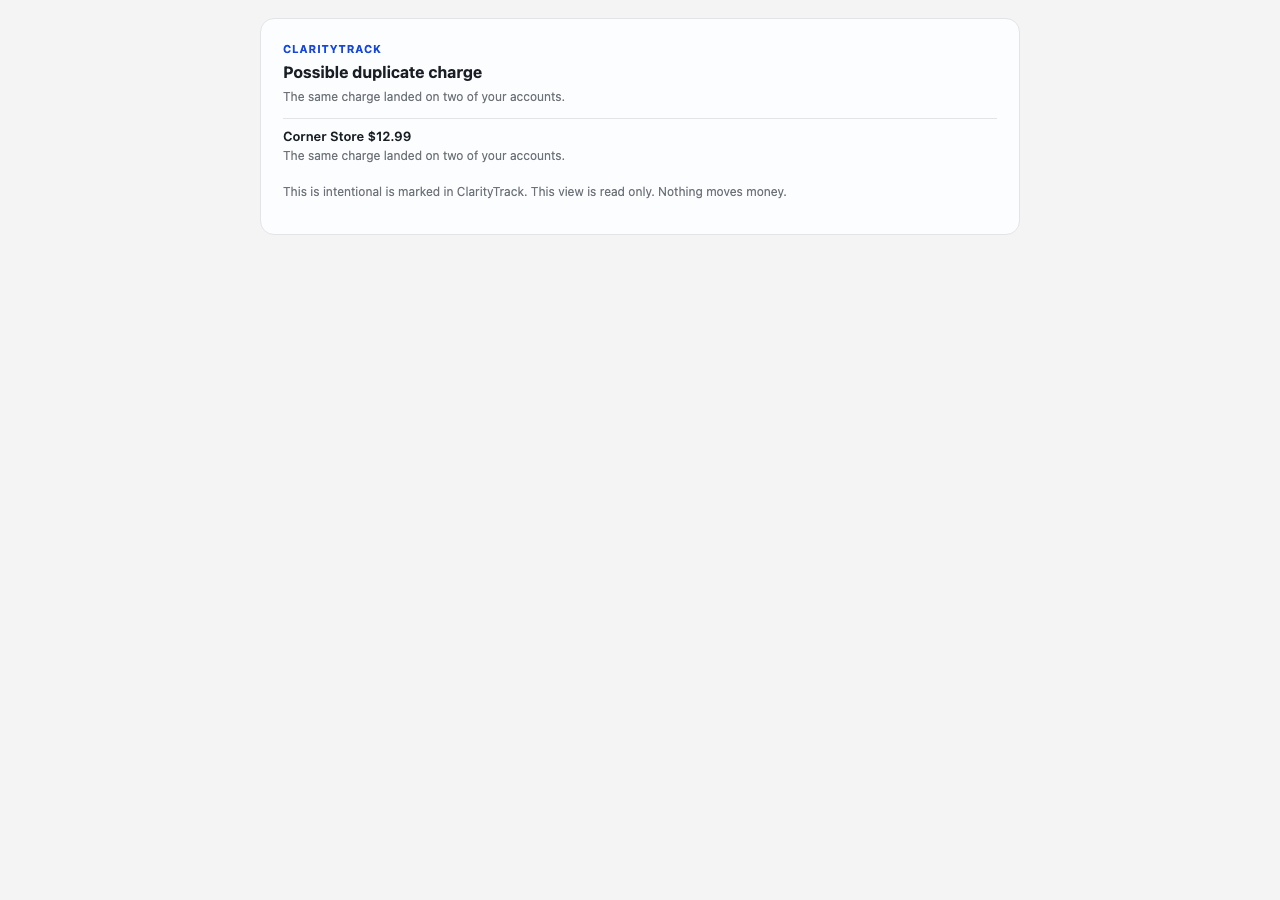 CLARITYTRACK
Possible duplicate charge
The same charge landed on two of your accounts.
Corner Store $12.99
The same charge landed on two of your accounts.
This is intentional is marked in ClarityTrack. This view is read only. Nothing moves money.